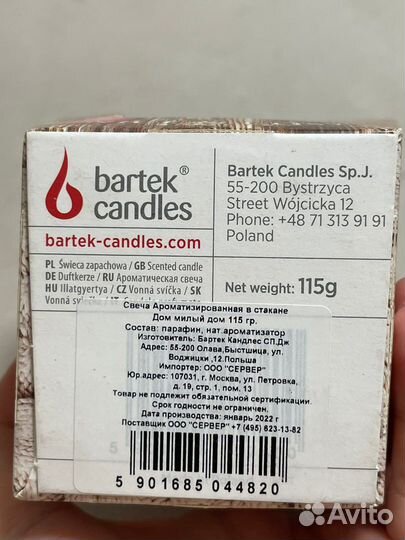 bartek®
candles
bartek-candles.com
Bartek Candles Sp.J.
55-200 Bystrzyca
Street Wójcicka 12
Phone: +48 71 313 91 91
Poland
PL Świeca zapachowa / GB Scented candle
DE Duftkerze / RU Ароматическая свеча
HU Illatgyertya / CZ Vonná svíčka / SK
Vonná
Net weight: 115g
Свеча Ароматизированная в стакане
Дом милый дом 115 гр.
Состав: парафин, нат.ароматизатор
Изготовитель: Бартек Кандлес СП.Дж
Адрес: 55-200 Олава,Быстшица, ул.
Воджицки ,12.Польша
Импортер: ООО "СЕРВЕР"
Юр.адрес: 107031, г. Москва, ул. Петровка,
д. 19, стр. 1, пом. 13
Товар не подлежит обязательной сертификации.
Срок годности не ограничен.
Дата производства: январь 2022 г
Поставщик ООО "СЕРВЕР" +7 (495) 623-13-82
5 901685 044820
Avito